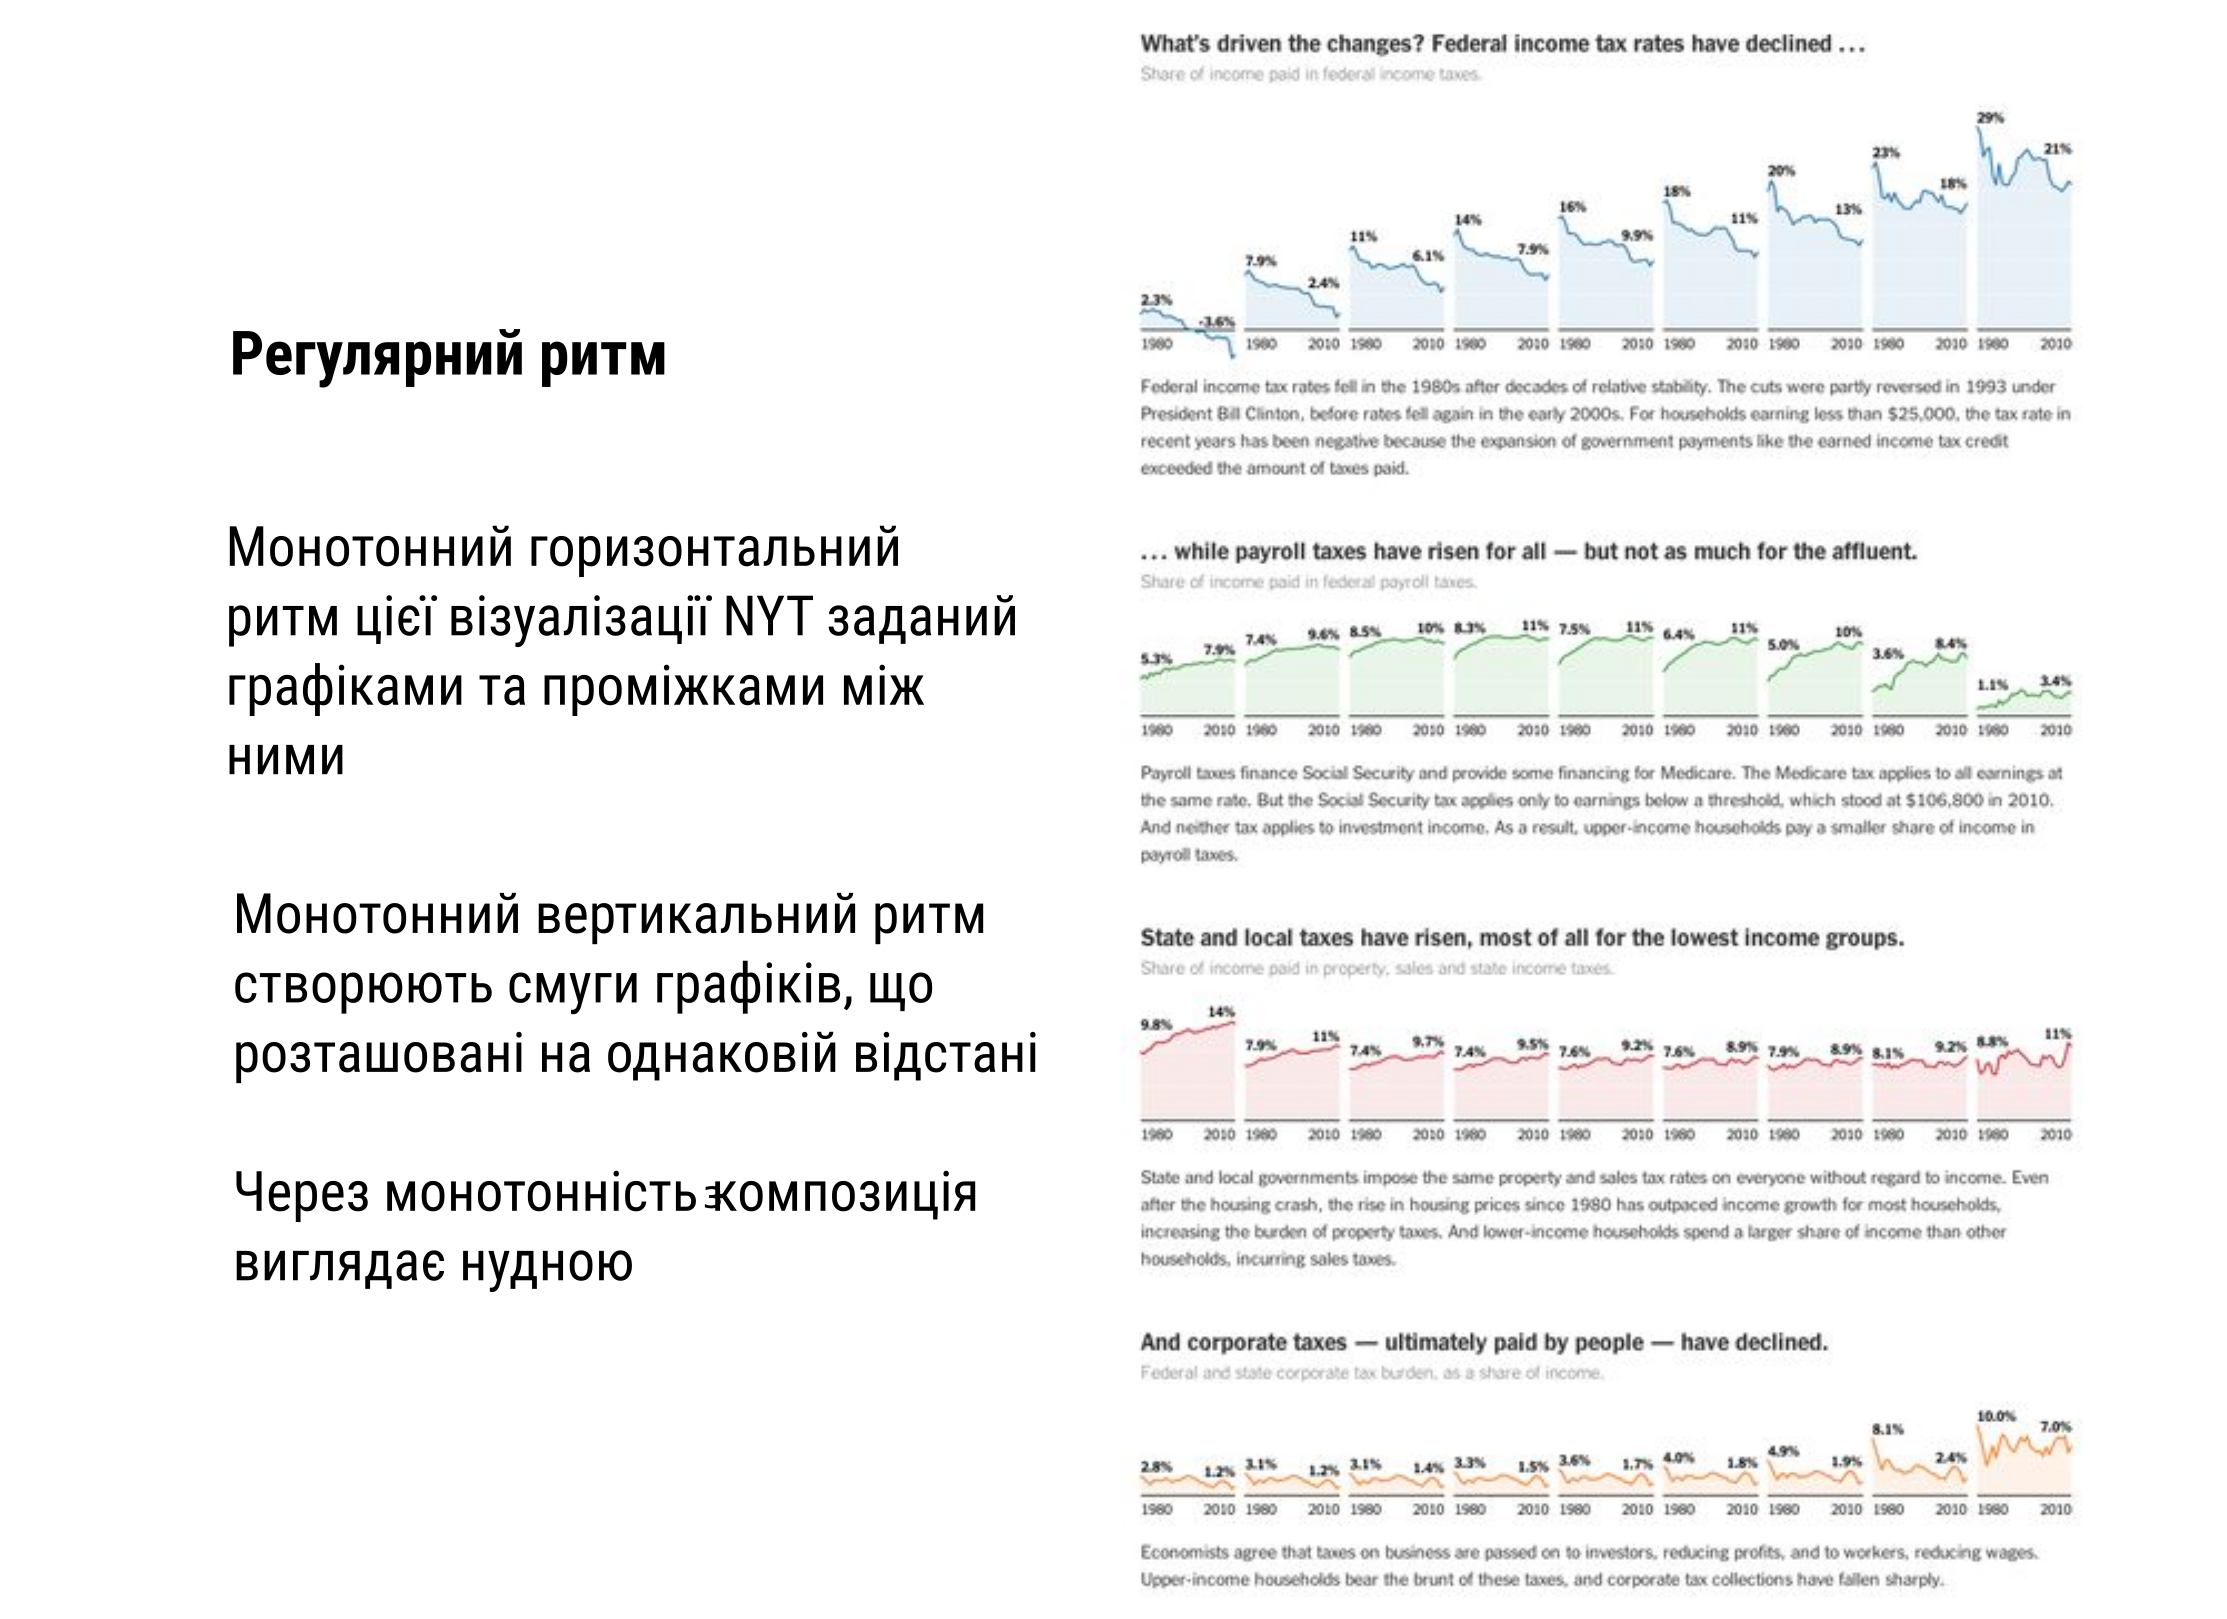 Регулярний ритм
Монотонний горизонтальний
ритм цієї візуалізації NYT заданий
графіками та проміжками між
ними
Монотонний вертикальний ритм
створюють смуги графіків, що
розташовані на однаковій відстані
Через монотонність композиція
з
виглядає нудною
What's driven the changes? Federal income tax rates have declined ...
Share of income paid in federal income taxes.
2.3% -3.6% 7.9% 2.4% 11% 6.1% 14% 7.9% 16% 9.9% 18% 11% 20% 13% 23% 18% 29% 21%
1980 1980 2010 1980 2010 1980 2010 1980 2010 1980 2010 1980 2010 1980 2010 1980 2010
Federal income tax rates fell in the 1980s after decades of relative stability. The cuts were partly reversed in 1993 under
President Bill Clinton, before rates fell again in the early 2000s. For households earning less than $25,000, the tax rate in
recent years has been negative because the expansion of government payments like the earned income tax credit
exceeded the amount of taxes paid.
... while payroll taxes have risen for all — but not as much for the affluent.
Share of income paid in federal payroll taxes.
5.3% 7.9% 7.4% 9.6% 8.5% 10% 8.3% 11% 7.5% 11% 6.4% 11% 5.0% 10% 3.6% 8.4% 1.1% 3.4%
1980 2010 1980 2010 1980 2010 1980 2010 1980 2010 1980 2010 1980 2010 1980 2010 1980 2010
Payroll taxes finance Social Security and provide some financing for Medicare. The Medicare tax applies to all earnings at
the same rate. But the Social Security tax applies only to earnings below a threshold, which stood at $106,800 in 2010.
And neither tax applies to investment income. As a result, upper-income households pay a smaller share of income in
payroll taxes.
State and local taxes have risen, most of all for the lowest income groups.
Share of income paid in property, sales and state income taxes.
9.8% 14% 7.9% 11% 7.4% 9.7% 7.4% 9.5% 7.6% 9.2% 7.6% 8.9% 7.9% 8.9% 8.1% 9.2% 8.8% 11%
1980 2010 1980 2010 1980 2010 1980 2010 1980 2010 1980 2010 1980 2010 1980 2010 1980 2010
State and local governments impose the same property and sales tax rates on everyone without regard to income. Even
after the housing crash, the rise in housing prices since 1980 has outpaced income growth for most households,
increasing the burden of property taxes. And lower-income households spend a larger share of income than other
households, incurring sales taxes.
And corporate taxes — ultimately paid by people — have declined.
Federal and state corporate tax burden, as a share of income.
2.8% 1.2% 3.1% 1.2% 3.1% 1.4% 3.3% 1.5% 3.6% 1.7% 4.0% 1.8% 4.9% 1.9% 8.1% 2.4% 10.0% 7.0%
1980 2010 1980 2010 1980 2010 1980 2010 1980 2010 1980 2010 1980 2010 1980 2010 1980 2010
Economists agree that taxes on business are passed on to investors, reducing profits, and to workers, reducing wages.
Upper-income households bear the brunt of these taxes, and corporate tax collections have fallen sharply.